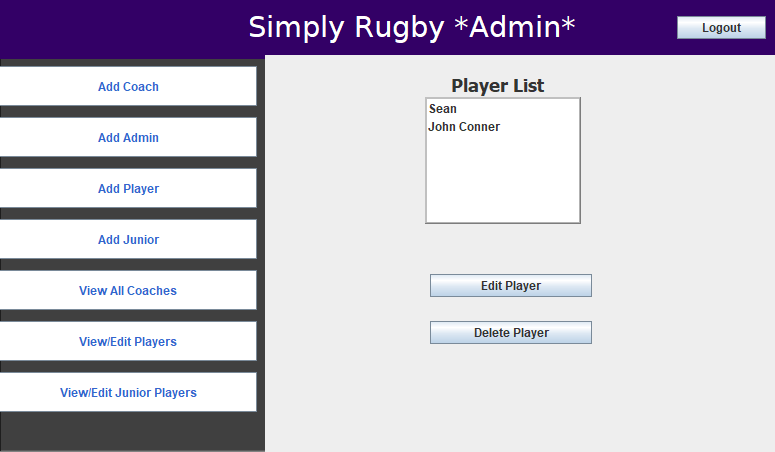 Simply Rugby *Admin*
Logout
Add Coach
Add Admin
Add Player
Add Junior
View All Coaches
View/Edit Players
View/Edit Junior Players
Player List
Sean
John Conner
Edit Player
Delete Player